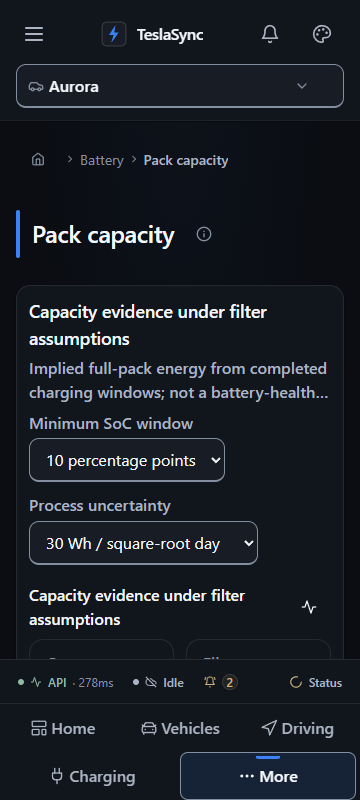 TeslaSync
Aurora
Battery
Pack capacity
Pack capacity
Capacity evidence under filter
assumptions
Implied full-pack energy from completed
charging windows; not a battery-health…
Minimum SoC window
10 percentage points
Process uncertainty
30 Wh / square-root day
Capacity evidence under filter
assumptions
API · 278ms
Idle
2
Status
Home
Vehicles
Driving
Charging
More